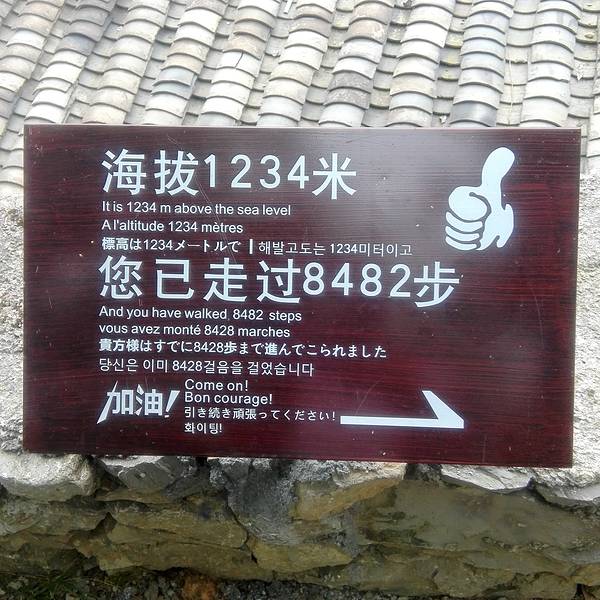 海拔1234米
It is 1234 m above the sea level
A l'altitude 1234 mètres
標高は1234メートルで | 해발고도는 1234미터이고
您已走过8482步
And you have walked 8482 steps
vous avez monté 8428 marches
貴方様はすでに8428歩まで進んでこられました
당신은 이미 8428걸음을 걸었습니다
加油!
Come on!
Bon courage!
引き続き頑張ってください!
화이팅!